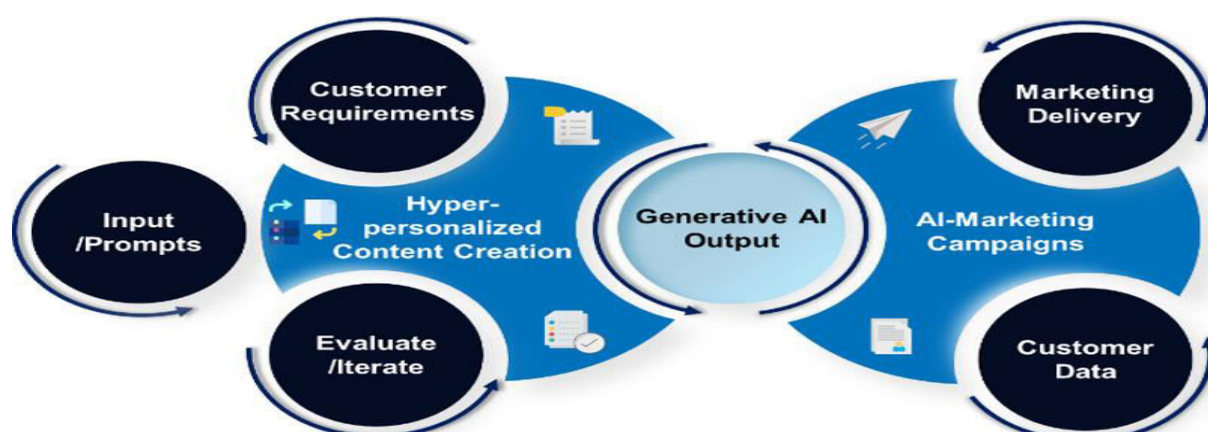 Customer
Requirements
Input
/Prompts
Hyper-
personalized
Content Creation
Evaluate
/Iterate
Generative AI
Output
Marketing
Delivery
AI-Marketing
Campaigns
Customer
Data